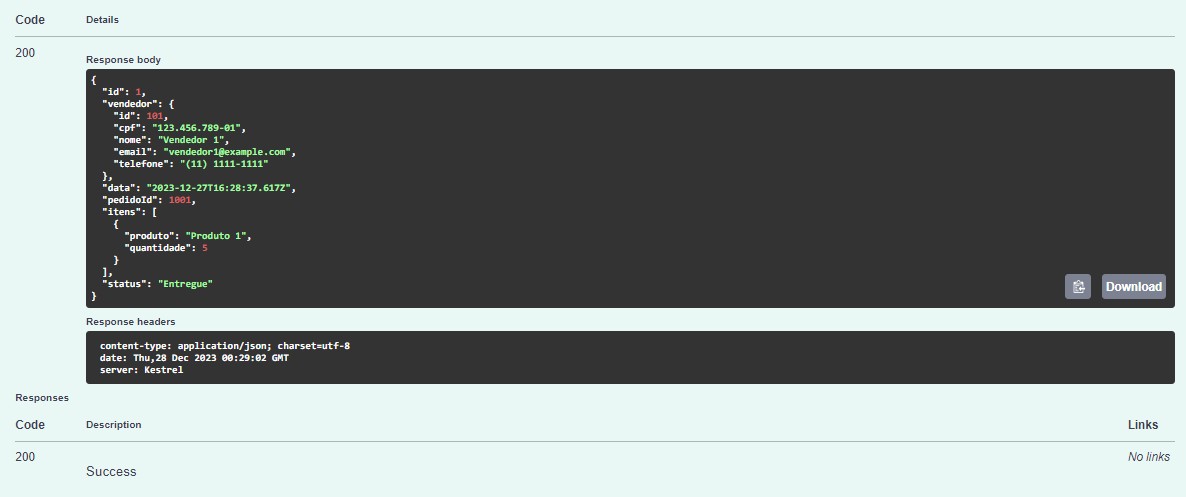 Code Details
200
Response body
{
  "id": 1,
  "vendedor": {
    "id": 101,
    "cpf": "123.456.789-01",
    "nome": "Vendedor 1",
    "email": "vendedor1@example.com",
    "telefone": "(11) 1111-1111"
  },
  "data": "2023-12-27T16:28:37.617Z",
  "pedidoId": 1001,
  "itens": [
    {
      "produto": "Produto 1",
      "quantidade": 5
    }
  ],
  "status": "Entregue"
}
Download
Response headers
content-type: application/json; charset=utf-8
date: Thu,28 Dec 2023 00:29:02 GMT
server: Kestrel
Responses
Code Description Links
200 No links
Success